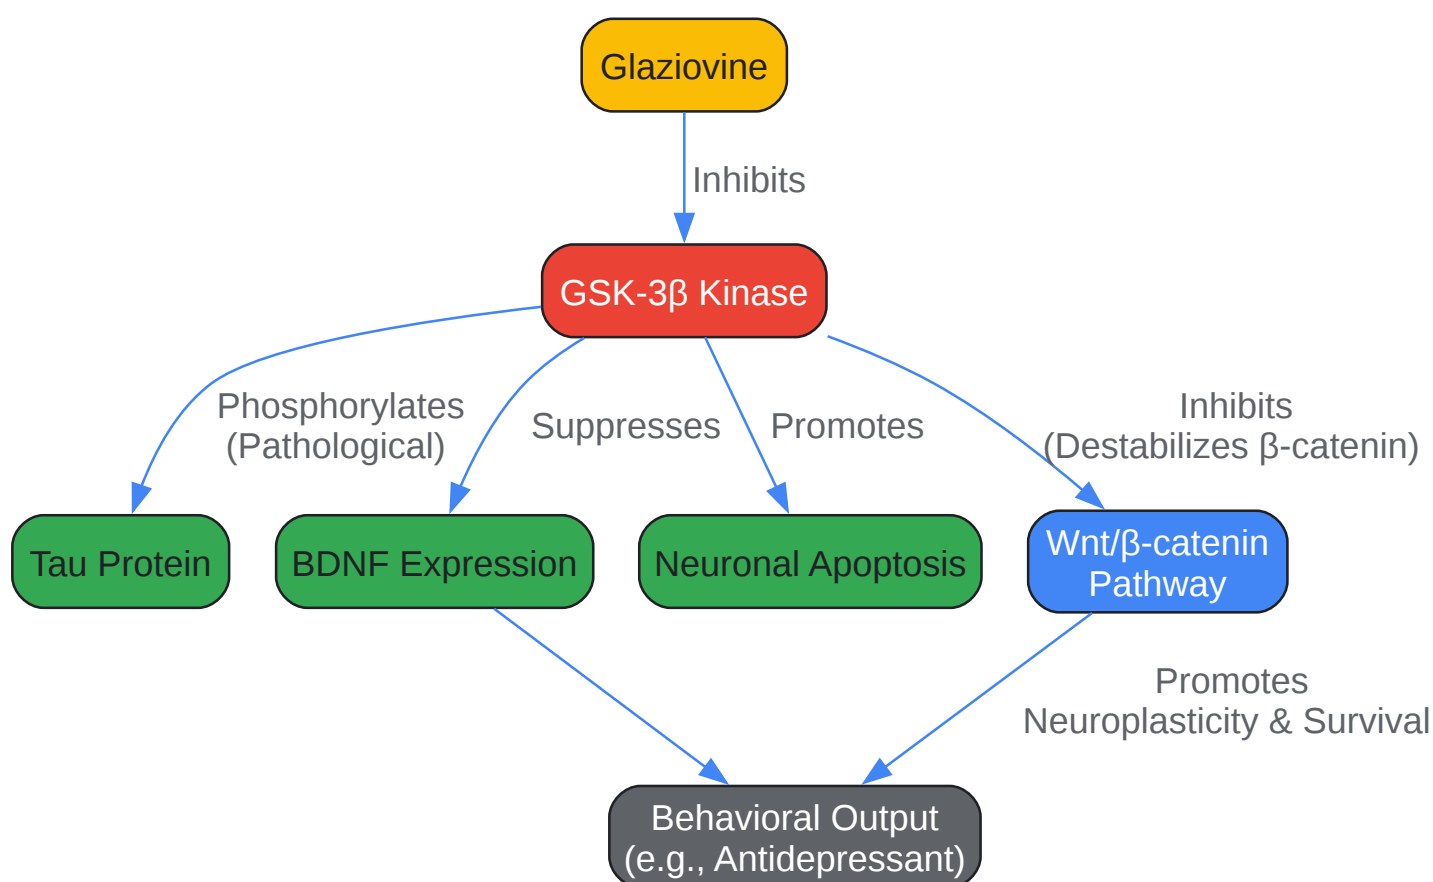 Glaziovine
Inhibits
GSK-3β Kinase
Phosphorylates
(Pathological)
Suppresses
Promotes
Inhibits
(Destabilizes β-catenin)
Tau Protein
BDNF Expression
Neuronal Apoptosis
Wnt/β-catenin
Pathway
Promotes
Neuroplasticity & Survival
Behavioral Output
(e.g., Antidepressant)